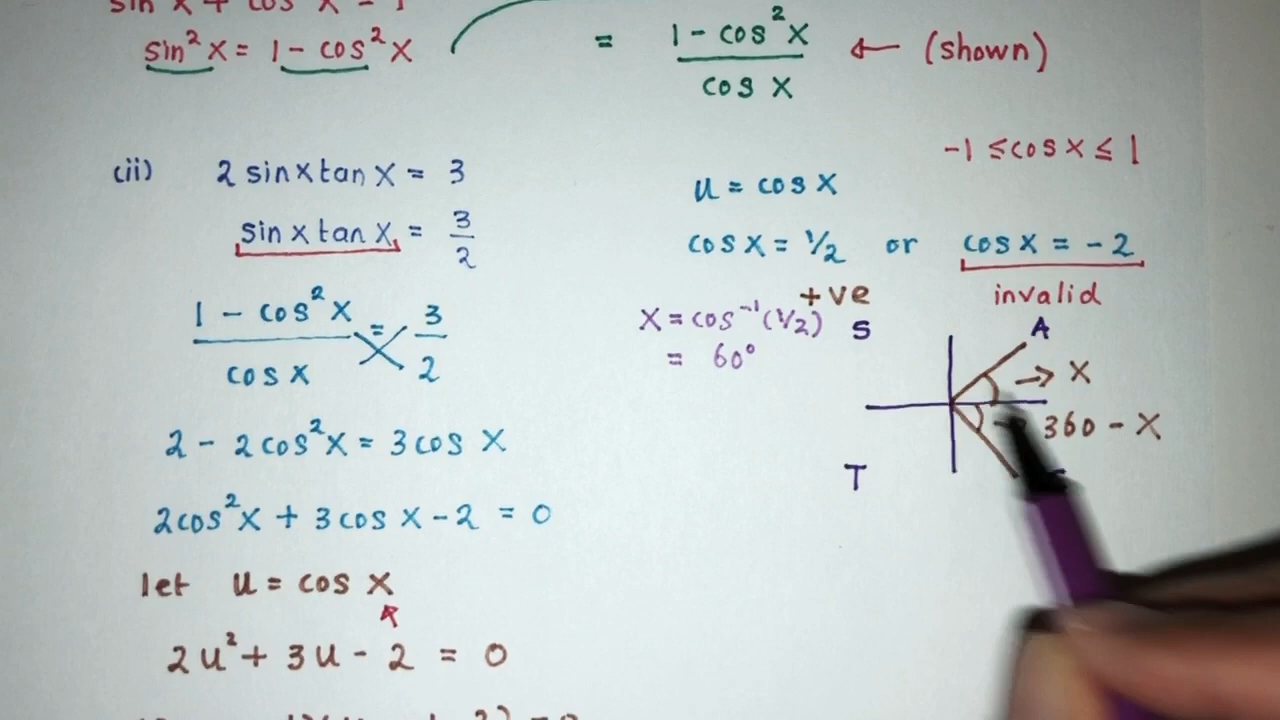 sin²x = 1 - cos²x
= 1 - cos²x / cos x ← (shown)
(ii) 2 sin x tan x = 3
sin x tan x = 3/2
1 - cos²x / cos x = 3/2
2 - 2cos²x = 3cos x
2cos²x + 3cos x - 2 = 0
let u = cos x
2u² + 3u - 2 = 0
-1 ≤ cos x ≤ 1
u = cos x
cos x = 1/2 or cos x = -2
invalid
+ve
x = cos⁻¹(1/2)
= 60°
S A
→ x
360 - x
T